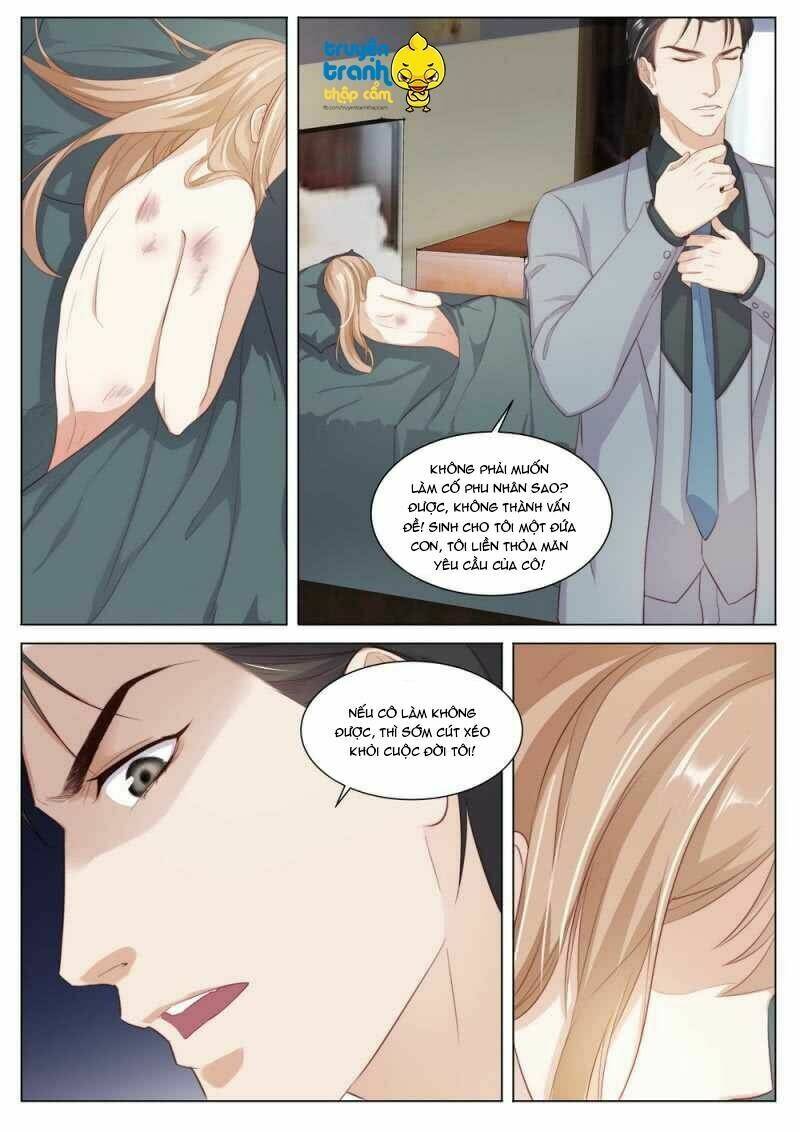 truyện
tranh
thập cẩm
KHÔNG PHẢI MUỐN
LÀM CỐ PHU NHÂN SAO?
ĐƯỢC, KHÔNG THÀNH VẤN
ĐỀ! SINH CHO TÔI MỘT ĐỨA
CON, TÔI LIỀN THỎA MÃN
YÊU CẦU CỦA CÔ!
NẾU CÔ LÀM KHÔNG
ĐƯỢC, THÌ SỚM CÚT XÉO
KHỎI CUỘC ĐỜI TÔI!